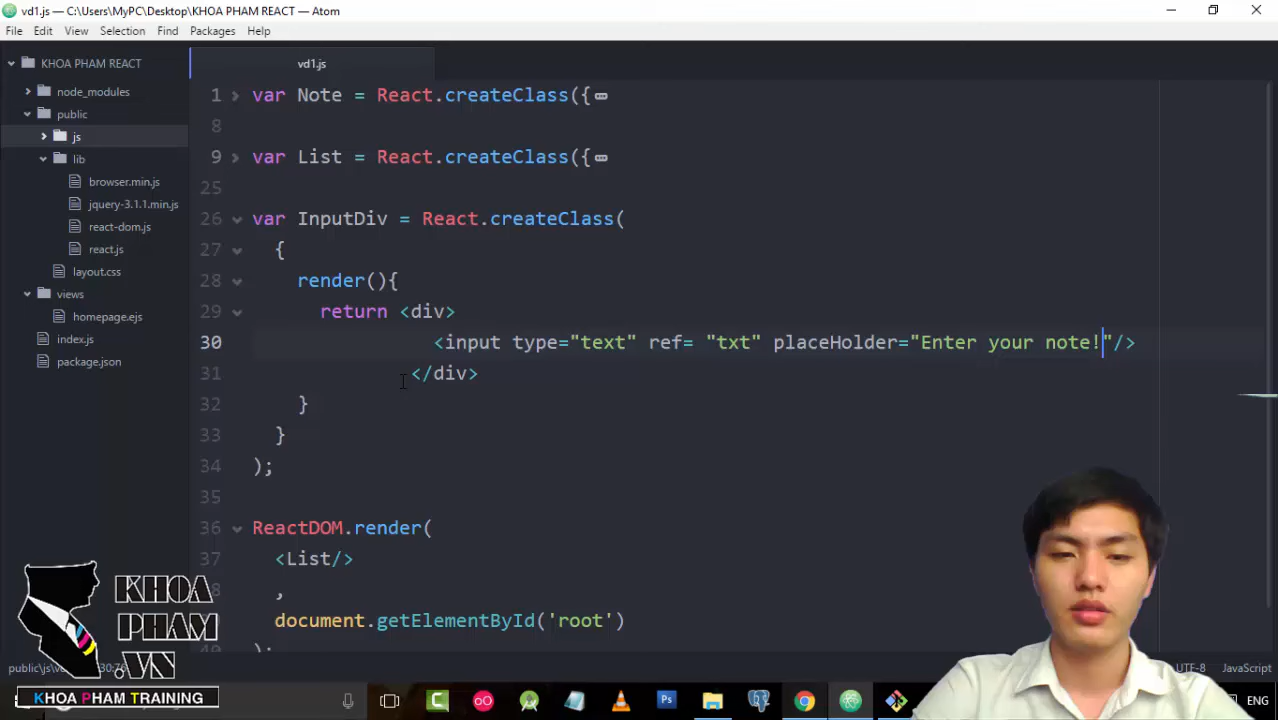 vd1.js — C:\Users\MyPC\Desktop\KHOA PHAM REACT — Atom
File Edit View Selection Find Packages Help
KHOA PHAM REACT
node_modules
public
js
lib
browser.min.js
jquery-3.1.1.min.js
react-dom.js
react.js
layout.css
views
homepage.ejs
index.js
package.json
vd1.js
1 var Note = React.createClass({
8
9 var List = React.createClass({
25
26 var InputDiv = React.createClass(
27 {
28 render(){
29 return <div>
30 <input type="text" ref= "txt" placeHolder="Enter your note!"/>
31 </div>
32 }
33 }
34 );
35
36 ReactDOM.render(
37 <List/>
,
document.getElementById('root')
);
KHOA
PHAM
.VN
public\js\ 30:76 UTF-8 JavaScript
KHOA PHAM TRAINING
Ps
ENG